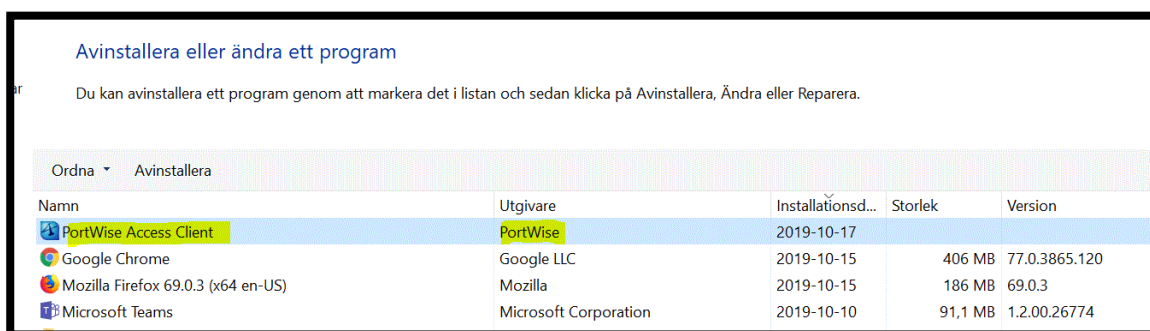 Avinstallera eller ändra ett program
Du kan avinstallera ett program genom att markera det i listan och sedan klicka på Avinstallera, Ändra eller Reparera.
Ordna Avinstallera
Namn Utgivare Installationsd... Storlek Version
PortWise Access Client PortWise 2019-10-17
Google Chrome Google LLC 2019-10-15 406 MB 77.0.3865.120
Mozilla Firefox 69.0.3 (x64 en-US) Mozilla 2019-10-15 186 MB 69.0.3
Microsoft Teams Microsoft Corporation 2019-10-10 91,1 MB 1.2.00.26774